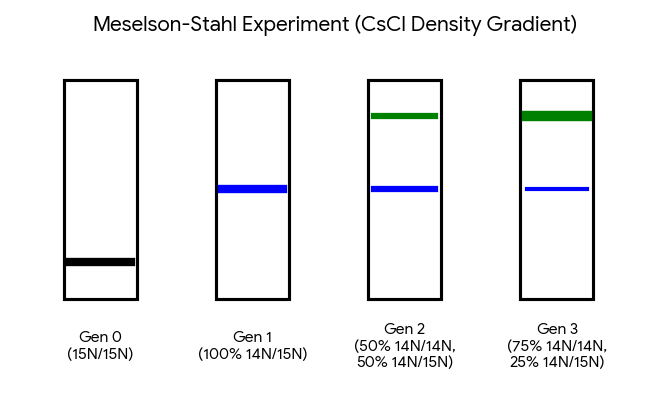 Meselson-Stahl Experiment (CsCl Density Gradient)
Gen 0
(15N/15N)
Gen 1
(100% 14N/15N)
Gen 2
(50% 14N/14N,
50% 14N/15N)
Gen 3
(75% 14N/14N,
25% 14N/15N)